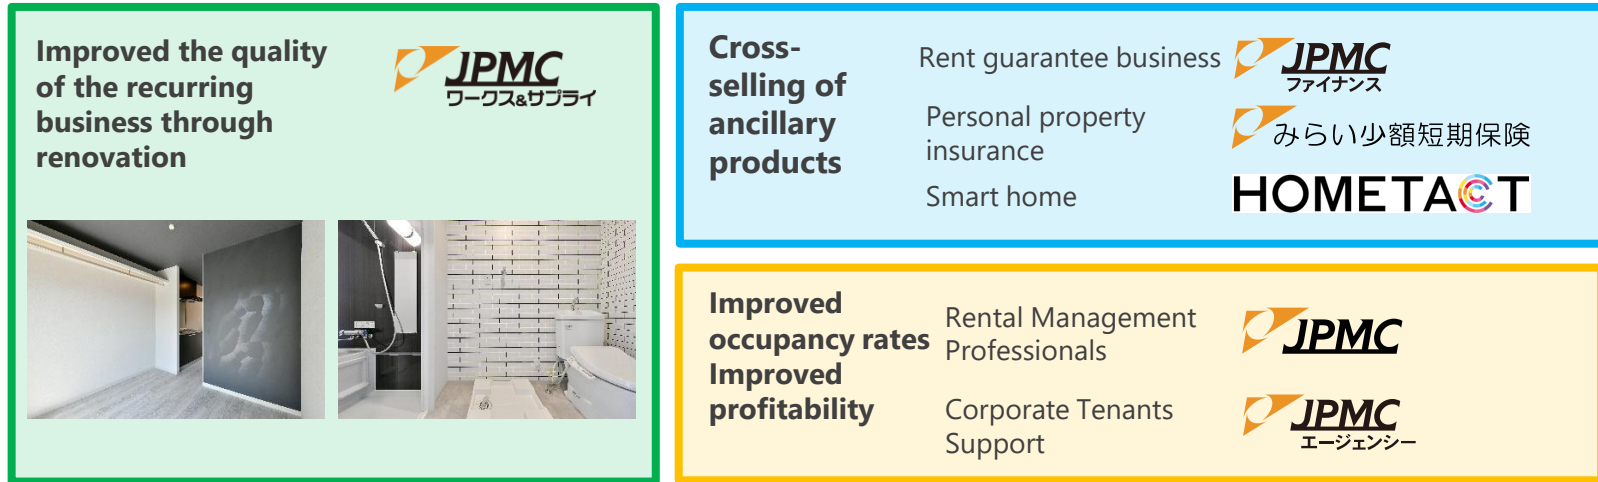 Improved the quality
of the recurring
business through
renovation
JPMC
ワークス&サプライ
Cross-
selling of
ancillary
products
Rent guarantee business
JPMC
ファイナンス
Personal property
insurance
みらい少額短期保険
Smart home
HOMETACT
Improved
occupancy rates
Improved
profitability
Rental Management
Professionals
JPMC
Corporate Tenants
Support
JPMC
エージェンシー